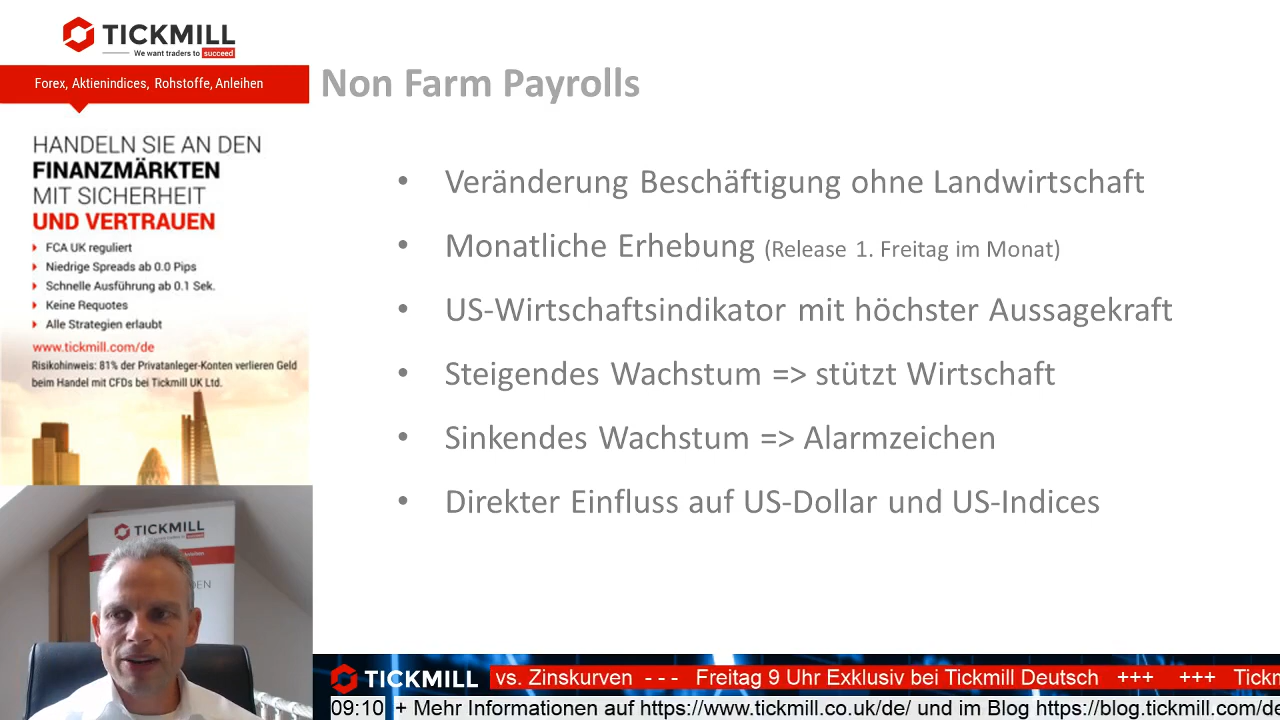 TICKMILL
We want traders to succeed
Forex, Aktienindices, Rohstoffe, Anleihen
HANDELN SIE AN DEN
FINANZMÄRKTEN
MIT SICHERHEIT
UND VERTRAUEN
FCA UK reguliert
Niedrige Spreads ab 0.0 Pips
Schnelle Ausführung ab 0.1 Sek.
Keine Requotes
Alle Strategien erlaubt
www.tickmill.com/de
Risikohinweis: 81% der Privatanleger-Konten verlieren Geld
beim Handel mit CFDs bei Tickmill UK Ltd.
TICKMILL
Non Farm Payrolls
• Veränderung Beschäftigung ohne Landwirtschaft
• Monatliche Erhebung (Release 1. Freitag im Monat)
• US-Wirtschaftsindikator mit höchster Aussagekraft
• Steigendes Wachstum => stützt Wirtschaft
• Sinkendes Wachstum => Alarmzeichen
• Direkter Einfluss auf US-Dollar und US-Indices
TICKMILL vs. Zinskurven - - - Freitag 9 Uhr Exklusiv bei Tickmill Deutsch +++ +++
09:10 + Mehr Informationen auf https://www.tickmill.co.uk/de/ und im Blog https://blog.tickmill.com/de